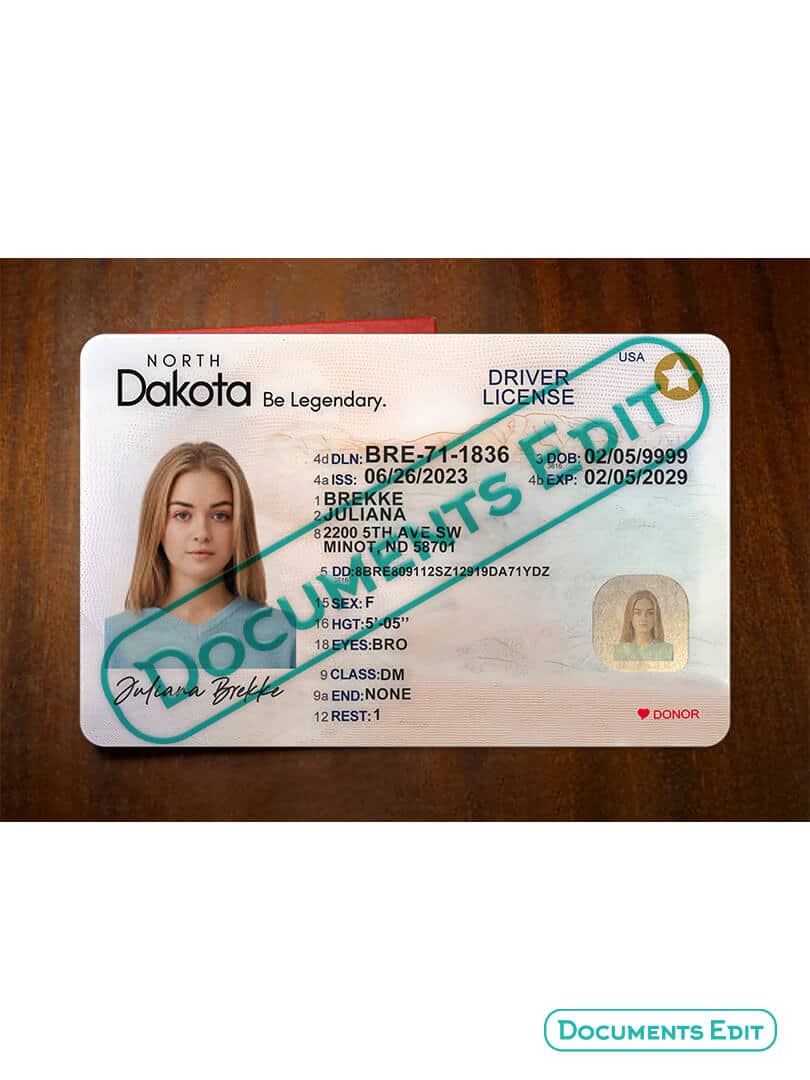 NORTH
Dakota Be Legendary.
USA
DRIVER
LICENSE
4d DLN: BRE-71-1836 3 DOB: 02/05/9999
4a ISS: 06/26/2023 4b EXP: 02/05/2029
1 BREKKE
2 JULIANA
8 2200 5TH AVE SW
MINOT, ND 58701
5 DD:8BRE809112SZ12919DA71YDZ
15 SEX: F
16 HGT: 5'-05''
18 EYES: BRO
9 CLASS: DM
9a END: NONE
12 REST: 1
Juliana Brekke
DONOR
DOCUMENTS EDIT
DOCUMENTS EDIT